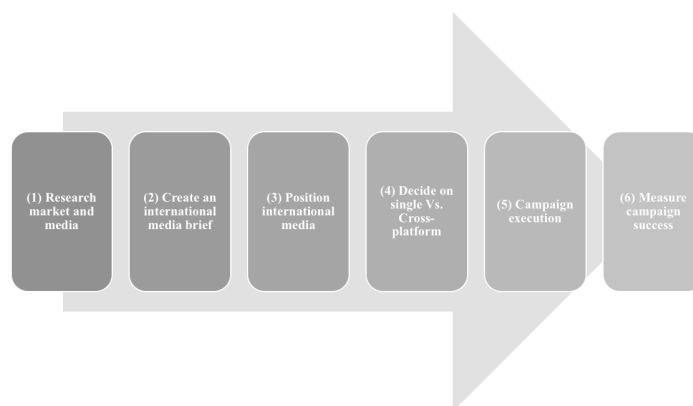 (1) Research
market and
media
(2) Create an
international
media brief
(3) Position
international
media
(4) Decide on
single Vs.
Cross-
platform
(5) Campaign
execution
(6) Measure
campaign
success